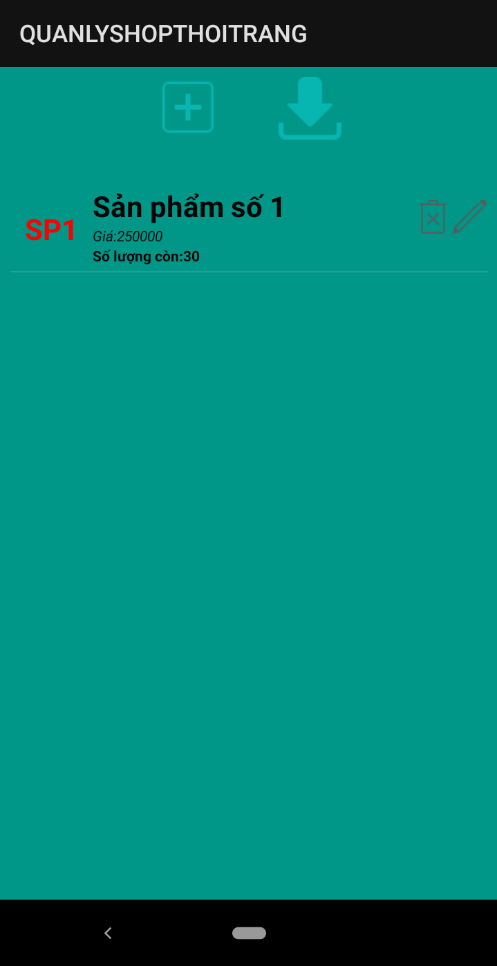 QUANLYSHOPTHOITRANG
Sản phẩm số 1
SP1
Giá:250000
Số lượng còn:30